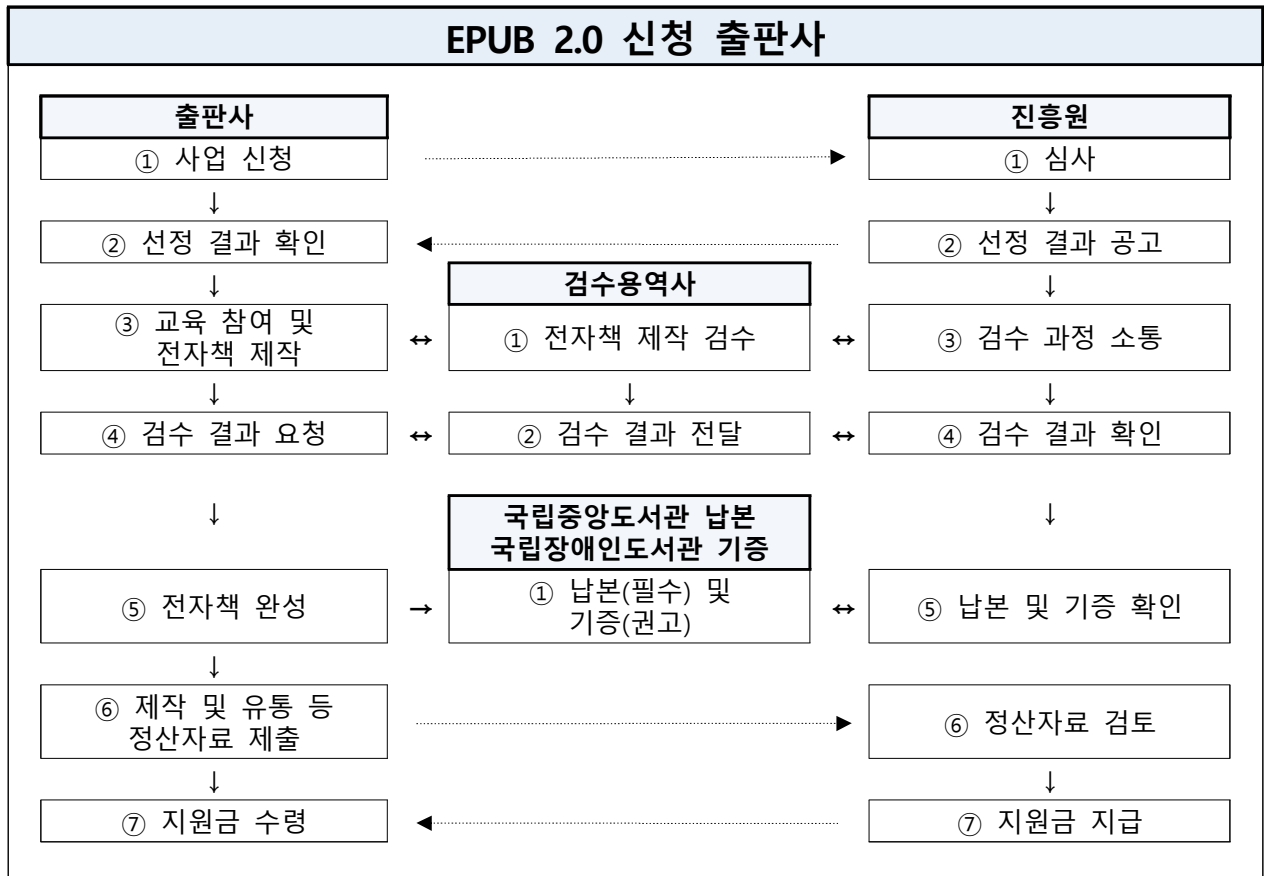 EPUB 2.0 신청 출판사
출판사
진흥원
① 사업 신청
① 심사
↓
↓
② 선정 결과 확인
② 선정 결과 공고
↓
검수용역사
↓
③ 교육 참여 및
전자책 제작
↔
① 전자책 제작 검수
↔
③ 검수 과정 소통
↓
↓
↓
④ 검수 결과 요청
↔
② 검수 결과 전달
↔
④ 검수 결과 확인
↓
국립중앙도서관 납본
국립장애인도서관 기증
↓
⑤ 전자책 완성
→
① 납본(필수) 및
기증(권고)
↔
⑤ 납본 및 기증 확인
↓
⑥ 제작 및 유통 등
정산자료 제출
⑥ 정산자료 검토
↓
↓
⑦ 지원금 수령
⑦ 지원금 지급